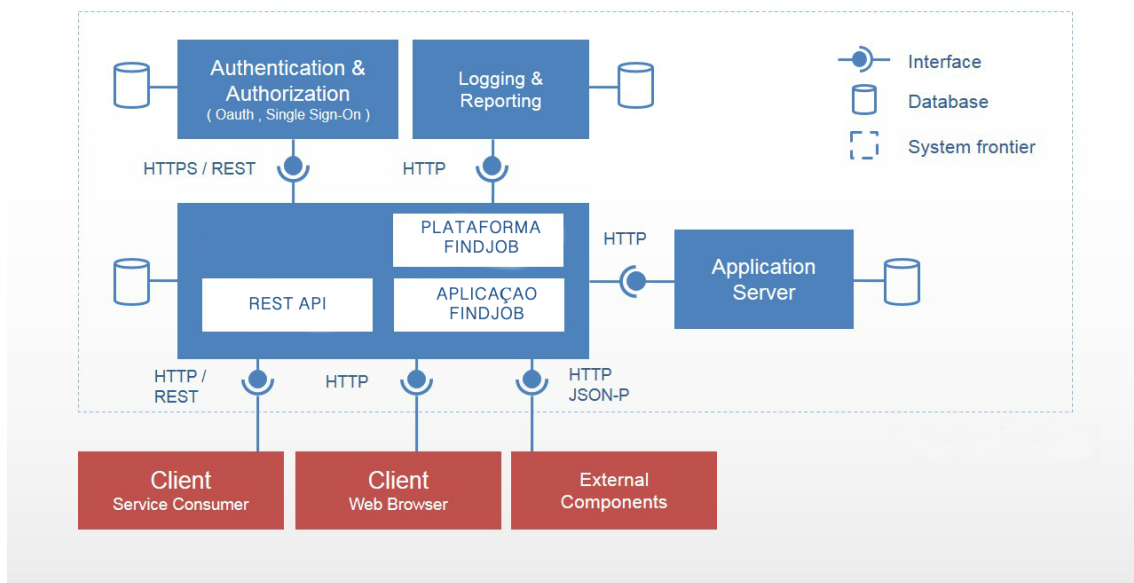 Authentication &
Authorization
( Oauth , Single Sign-On )
Logging &
Reporting
Interface
Database
System frontier
HTTPS / REST
HTTP
PLATAFORMA
FINDJOB
REST API
APLICAÇAO
FINDJOB
HTTP
Application
Server
HTTP /
REST
HTTP
HTTP
JSON-P
Client
Service Consumer
Client
Web Browser
External
Components